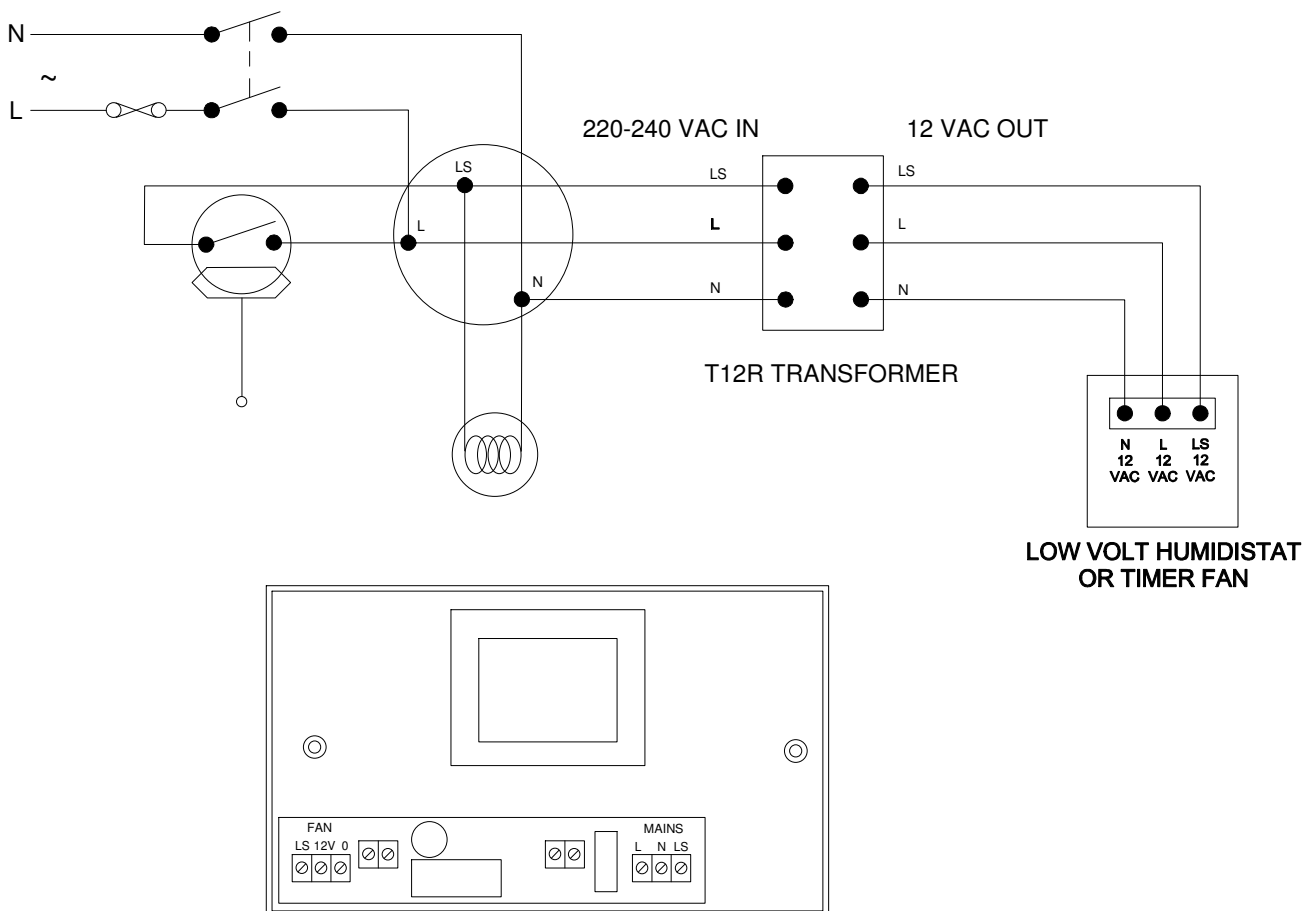 N
~
L
220-240 VAC IN
12 VAC OUT
LS
LS
LS
L
L
L
N
N
N
T12R TRANSFORMER
N L LS
12 12 12
VAC VAC VAC
LOW VOLT HUMIDISTAT
OR TIMER FAN
FAN
LS 12V 0
MAINS
L N LS